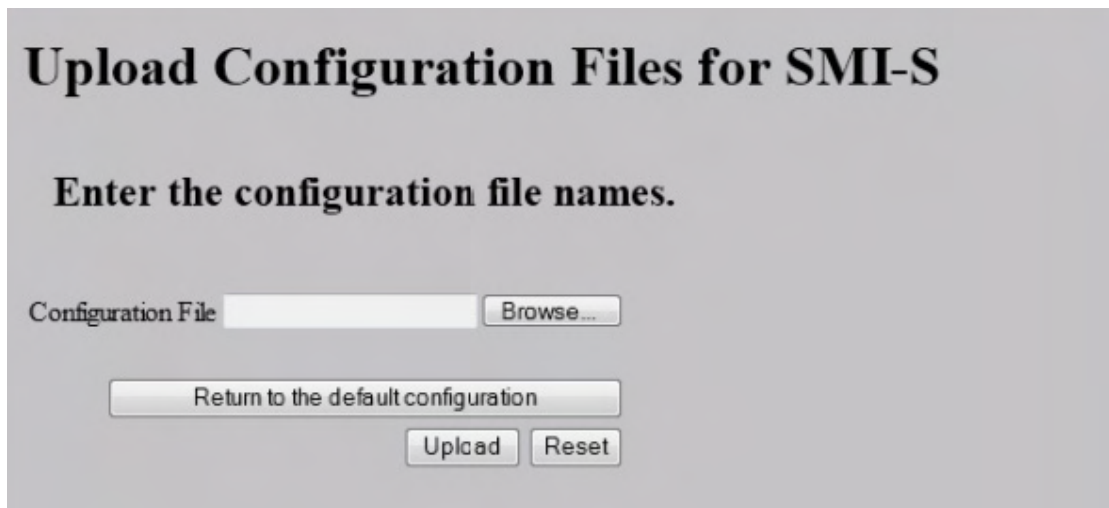 Upload Configuration Files for SMI-S
Enter the configuration file names.
Configuration File
Browse...
Return to the default configuration
Upload
Reset